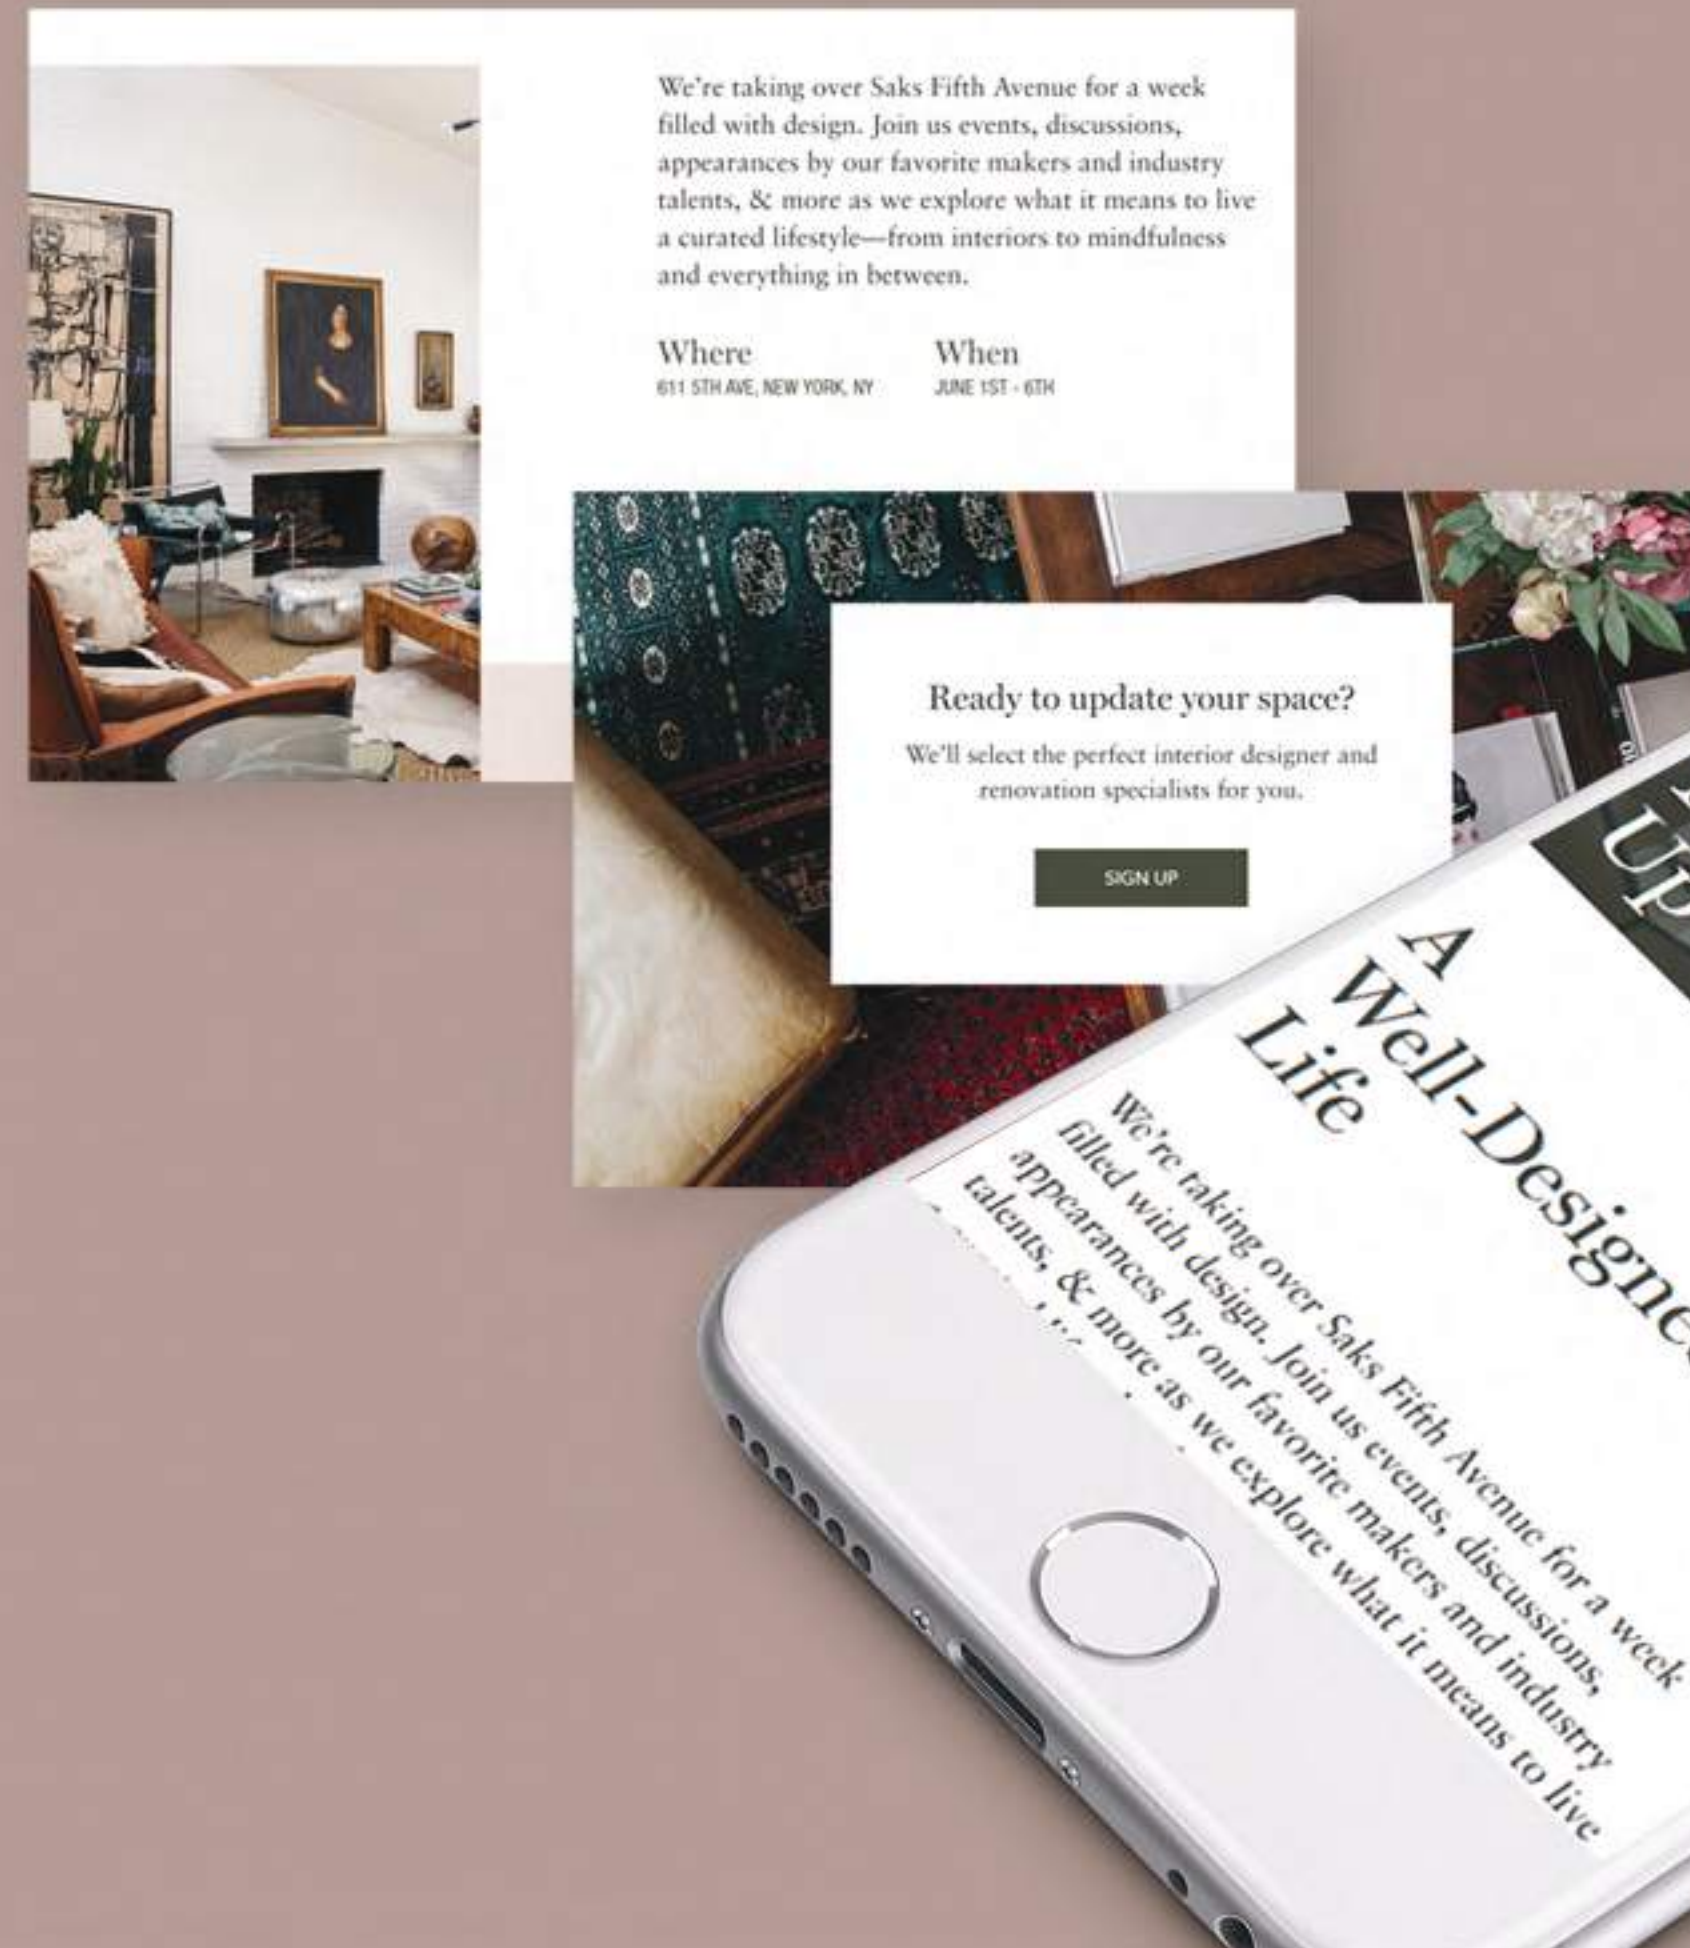 We're taking over Saks Fifth Avenue for a week
filled with design. Join us events, discussions,
appearances by our favorite makers and industry
talents, & more as we explore what it means to live
a curated lifestyle—from interiors to mindfulness
and everything in between.
Where
611 5TH AVE, NEW YORK, NY
When
JUNE 1ST - 6TH
Ready to update your space?
We'll select the perfect interior designer and
renovation specialists for you.
SIGN UP
Up
A
Well-Designe
Life
We're taking over Saks Fifth Avenue for a week
filled with design. Join us events, discussions,
appearances by our favorite makers and industry
talents, & more as we explore what it means to live